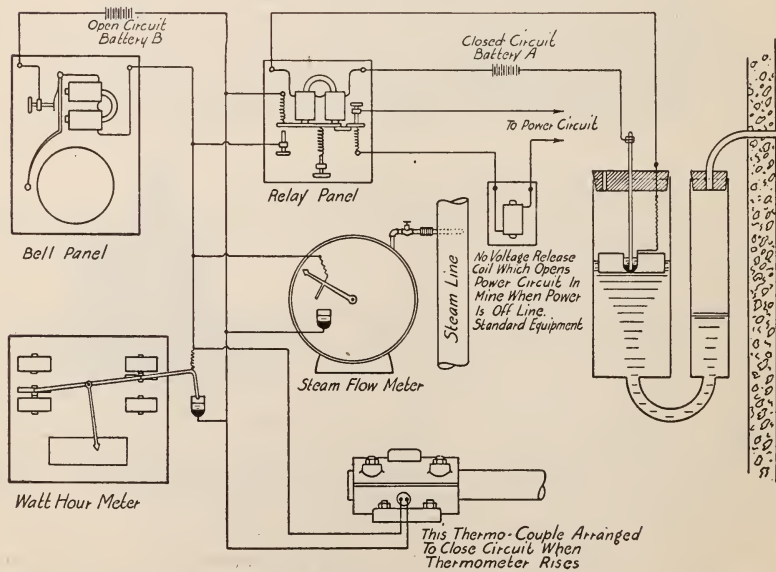 Open Circuit
Battery B
Closed Circuit
Battery A
To Power Circuit
Relay Panel
Bell Panel
No Voltage Release
Coil Which Opens
Power Circuit In
Mine When Power
Is Off Line.
Standard Equipment
Steam Line
Steam Flow Meter
Watt Hour Meter
This Thermo-Couple Arranged
To Close Circuit When
Thermometer Rises